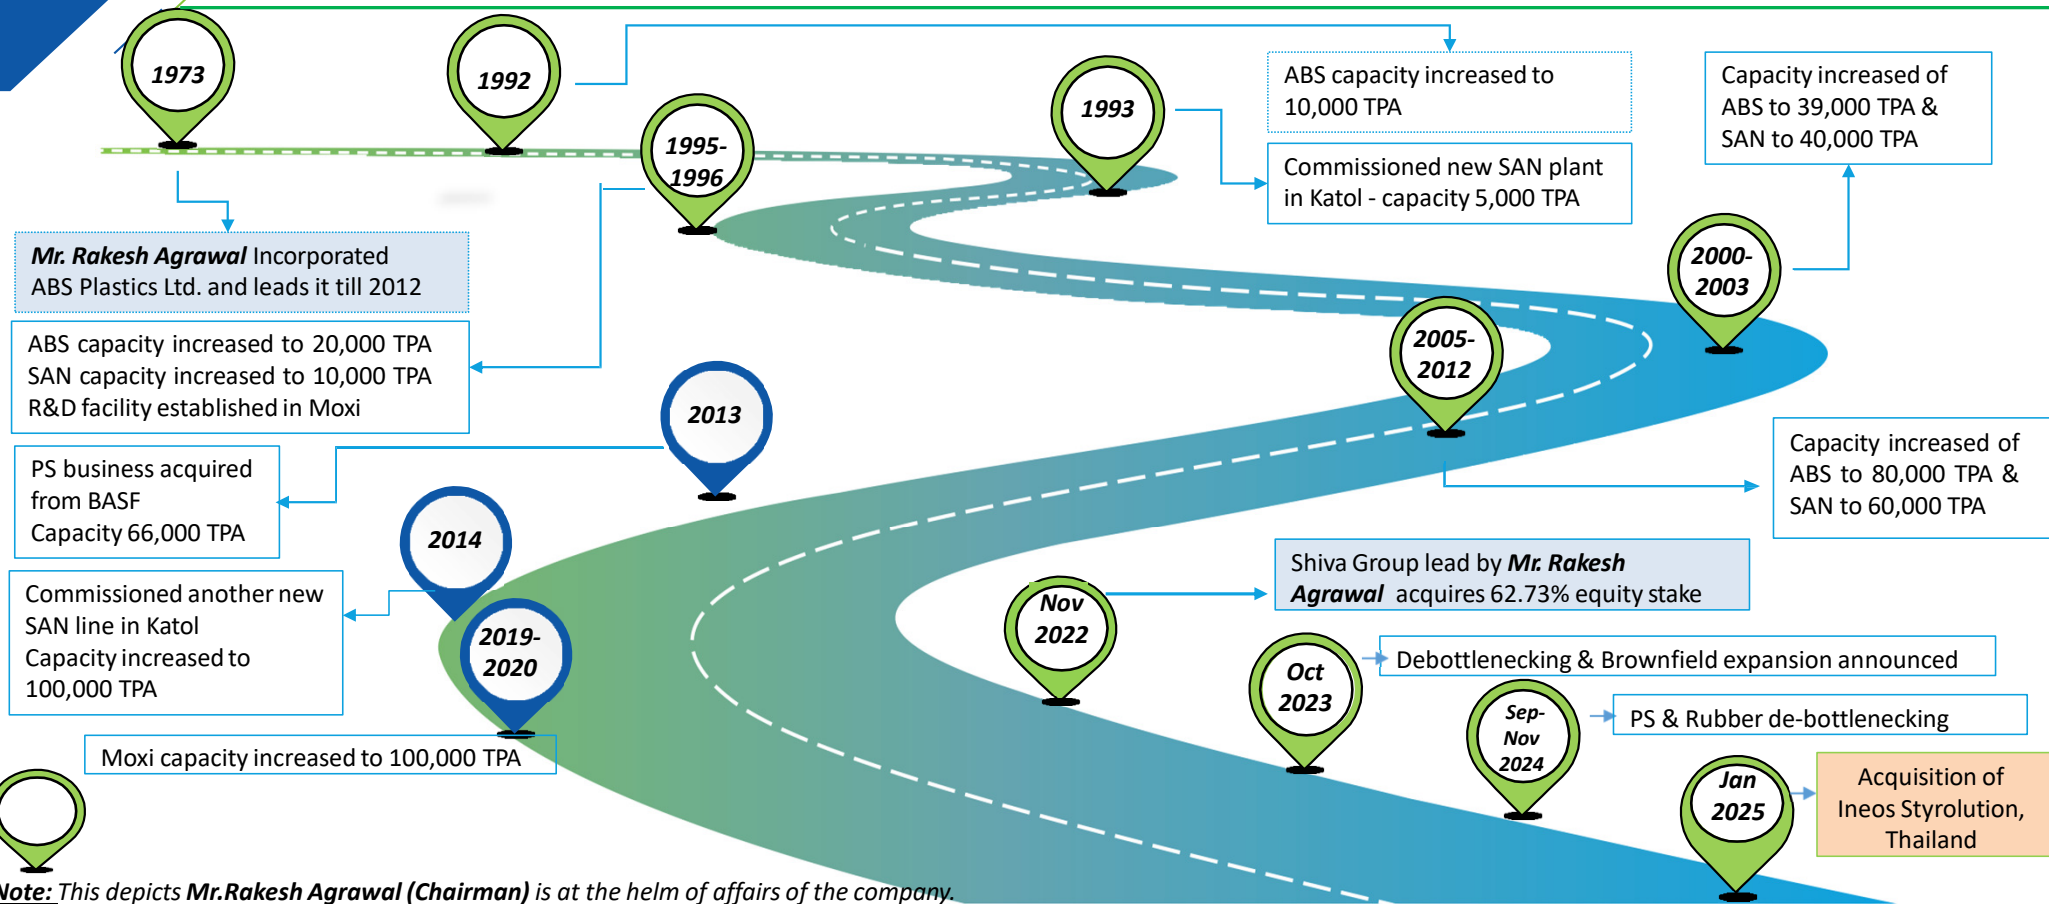 1973
1992
1993
1995-
1996
ABS capacity increased to
10,000 TPA
Capacity increased of
ABS to 39,000 TPA &
SAN to 40,000 TPA
Commissioned new SAN plant
in Katol - capacity 5,000 TPA
Mr. Rakesh Agrawal Incorporated
ABS Plastics Ltd. and leads it till 2012
2000-
2003
ABS capacity increased to 20,000 TPA
SAN capacity increased to 10,000 TPA
R&D facility established in Moxi
2005-
2012
2013
PS business acquired
from BASF
Capacity 66,000 TPA
Capacity increased of
ABS to 80,000 TPA &
SAN to 60,000 TPA
2014
Commissioned another new
SAN line in Katol
Capacity increased to
100,000 TPA
Shiva Group lead by Mr. Rakesh
Agrawal acquires 62.73% equity stake
Nov
2022
2019-
2020
Debottlenecking & Brownfield expansion announced
Oct
2023
PS & Rubber de-bottlenecking
Sep-
Nov
2024
Moxi capacity increased to 100,000 TPA
Jan
2025
Acquisition of
Ineos Styrolution,
Thailand
Note: This depicts Mr.Rakesh Agrawal (Chairman) is at the helm of affairs of the company.